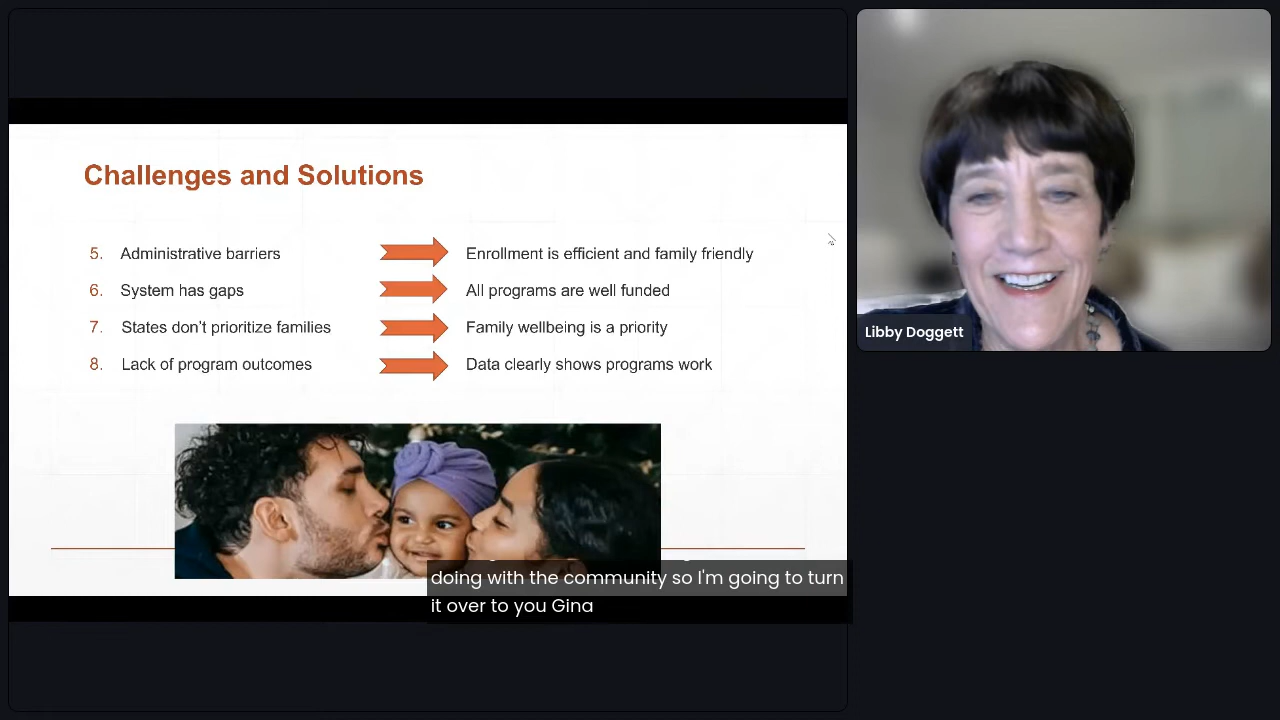 Challenges and Solutions
5. Administrative barriers Enrollment is efficient and family friendly
6. System has gaps All programs are well funded
7. States don't prioritize families Family wellbeing is a priority
8. Lack of program outcomes Data clearly shows programs work
Libby Doggett
doing with the community so I'm going to turn
it over to you Gina